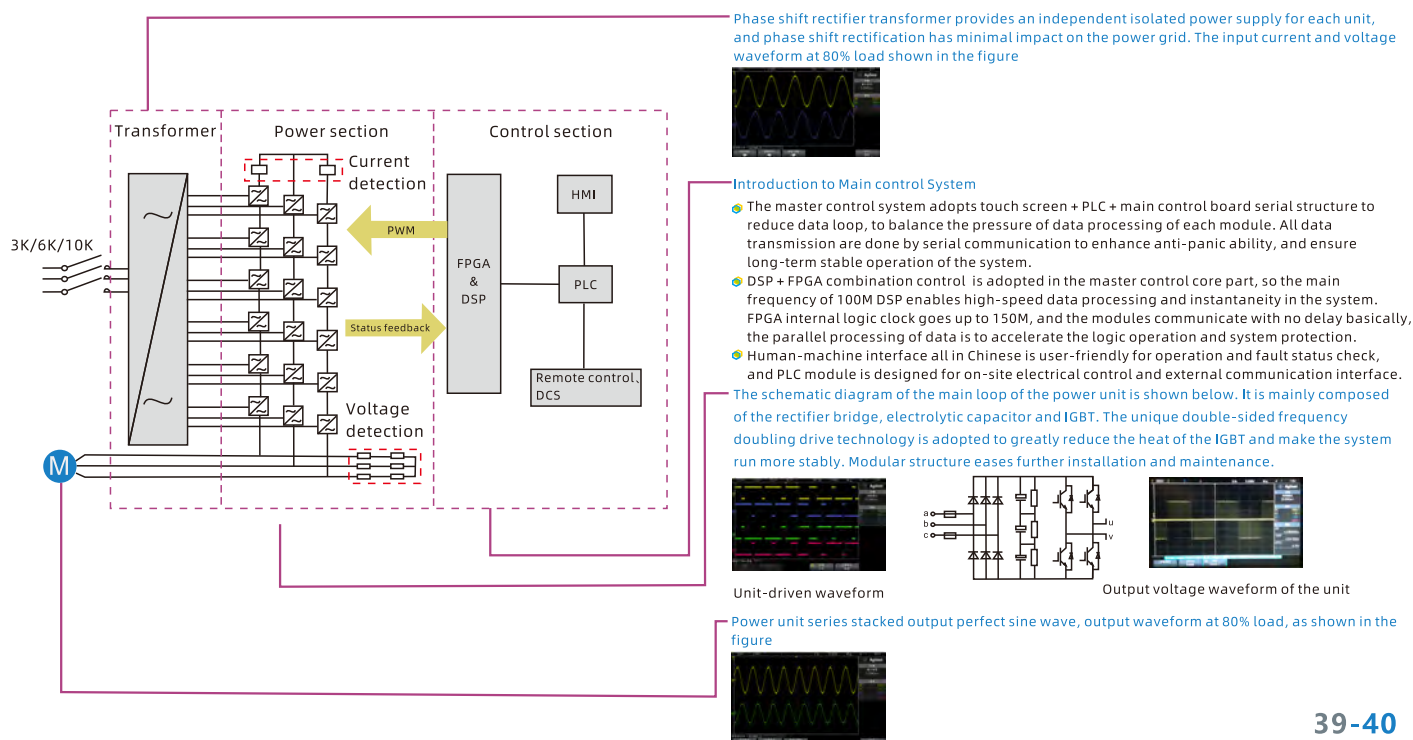 Phase shift rectifier transformer provides an independent isolated power supply for each unit,
and phase shift rectification has minimal impact on the power grid. The input current and voltage
waveform at 80% load shown in the figure
Transformer
Power section
Control section
Current
detection
HMI
PWM
3K/6K/10K
FPGA
&
DSP
PLC
Status feedback
Remote control、
DCS
Voltage
detection
M
Introduction to Main control System
The master control system adopts touch screen + PLC + main control board serial structure to
reduce data loop, to balance the pressure of data processing of each module. All data
transmission are done by serial communication to enhance anti-panic ability, and ensure
long-term stable operation of the system.
DSP + FPGA combination control is adopted in the master control core part, so the main
frequency of 100M DSP enables high-speed data processing and instantaneity in the system.
FPGA internal logic clock goes up to 150M, and the modules communicate with no delay basically,
the parallel processing of data is to accelerate the logic operation and system protection.
Human-machine interface all in Chinese is user-friendly for operation and fault status check,
and PLC module is designed for on-site electrical control and external communication interface.
The schematic diagram of the main loop of the power unit is shown below. It is mainly composed
of the rectifier bridge, electrolytic capacitor and IGBT. The unique double-sided frequency
doubling drive technology is adopted to greatly reduce the heat of the IGBT and make the system
run more stably. Modular structure eases further installation and maintenance.
a
b
c
u
v
Unit-driven waveform
Output voltage waveform of the unit
Power unit series stacked output perfect sine wave, output waveform at 80% load, as shown in the
figure
39-40